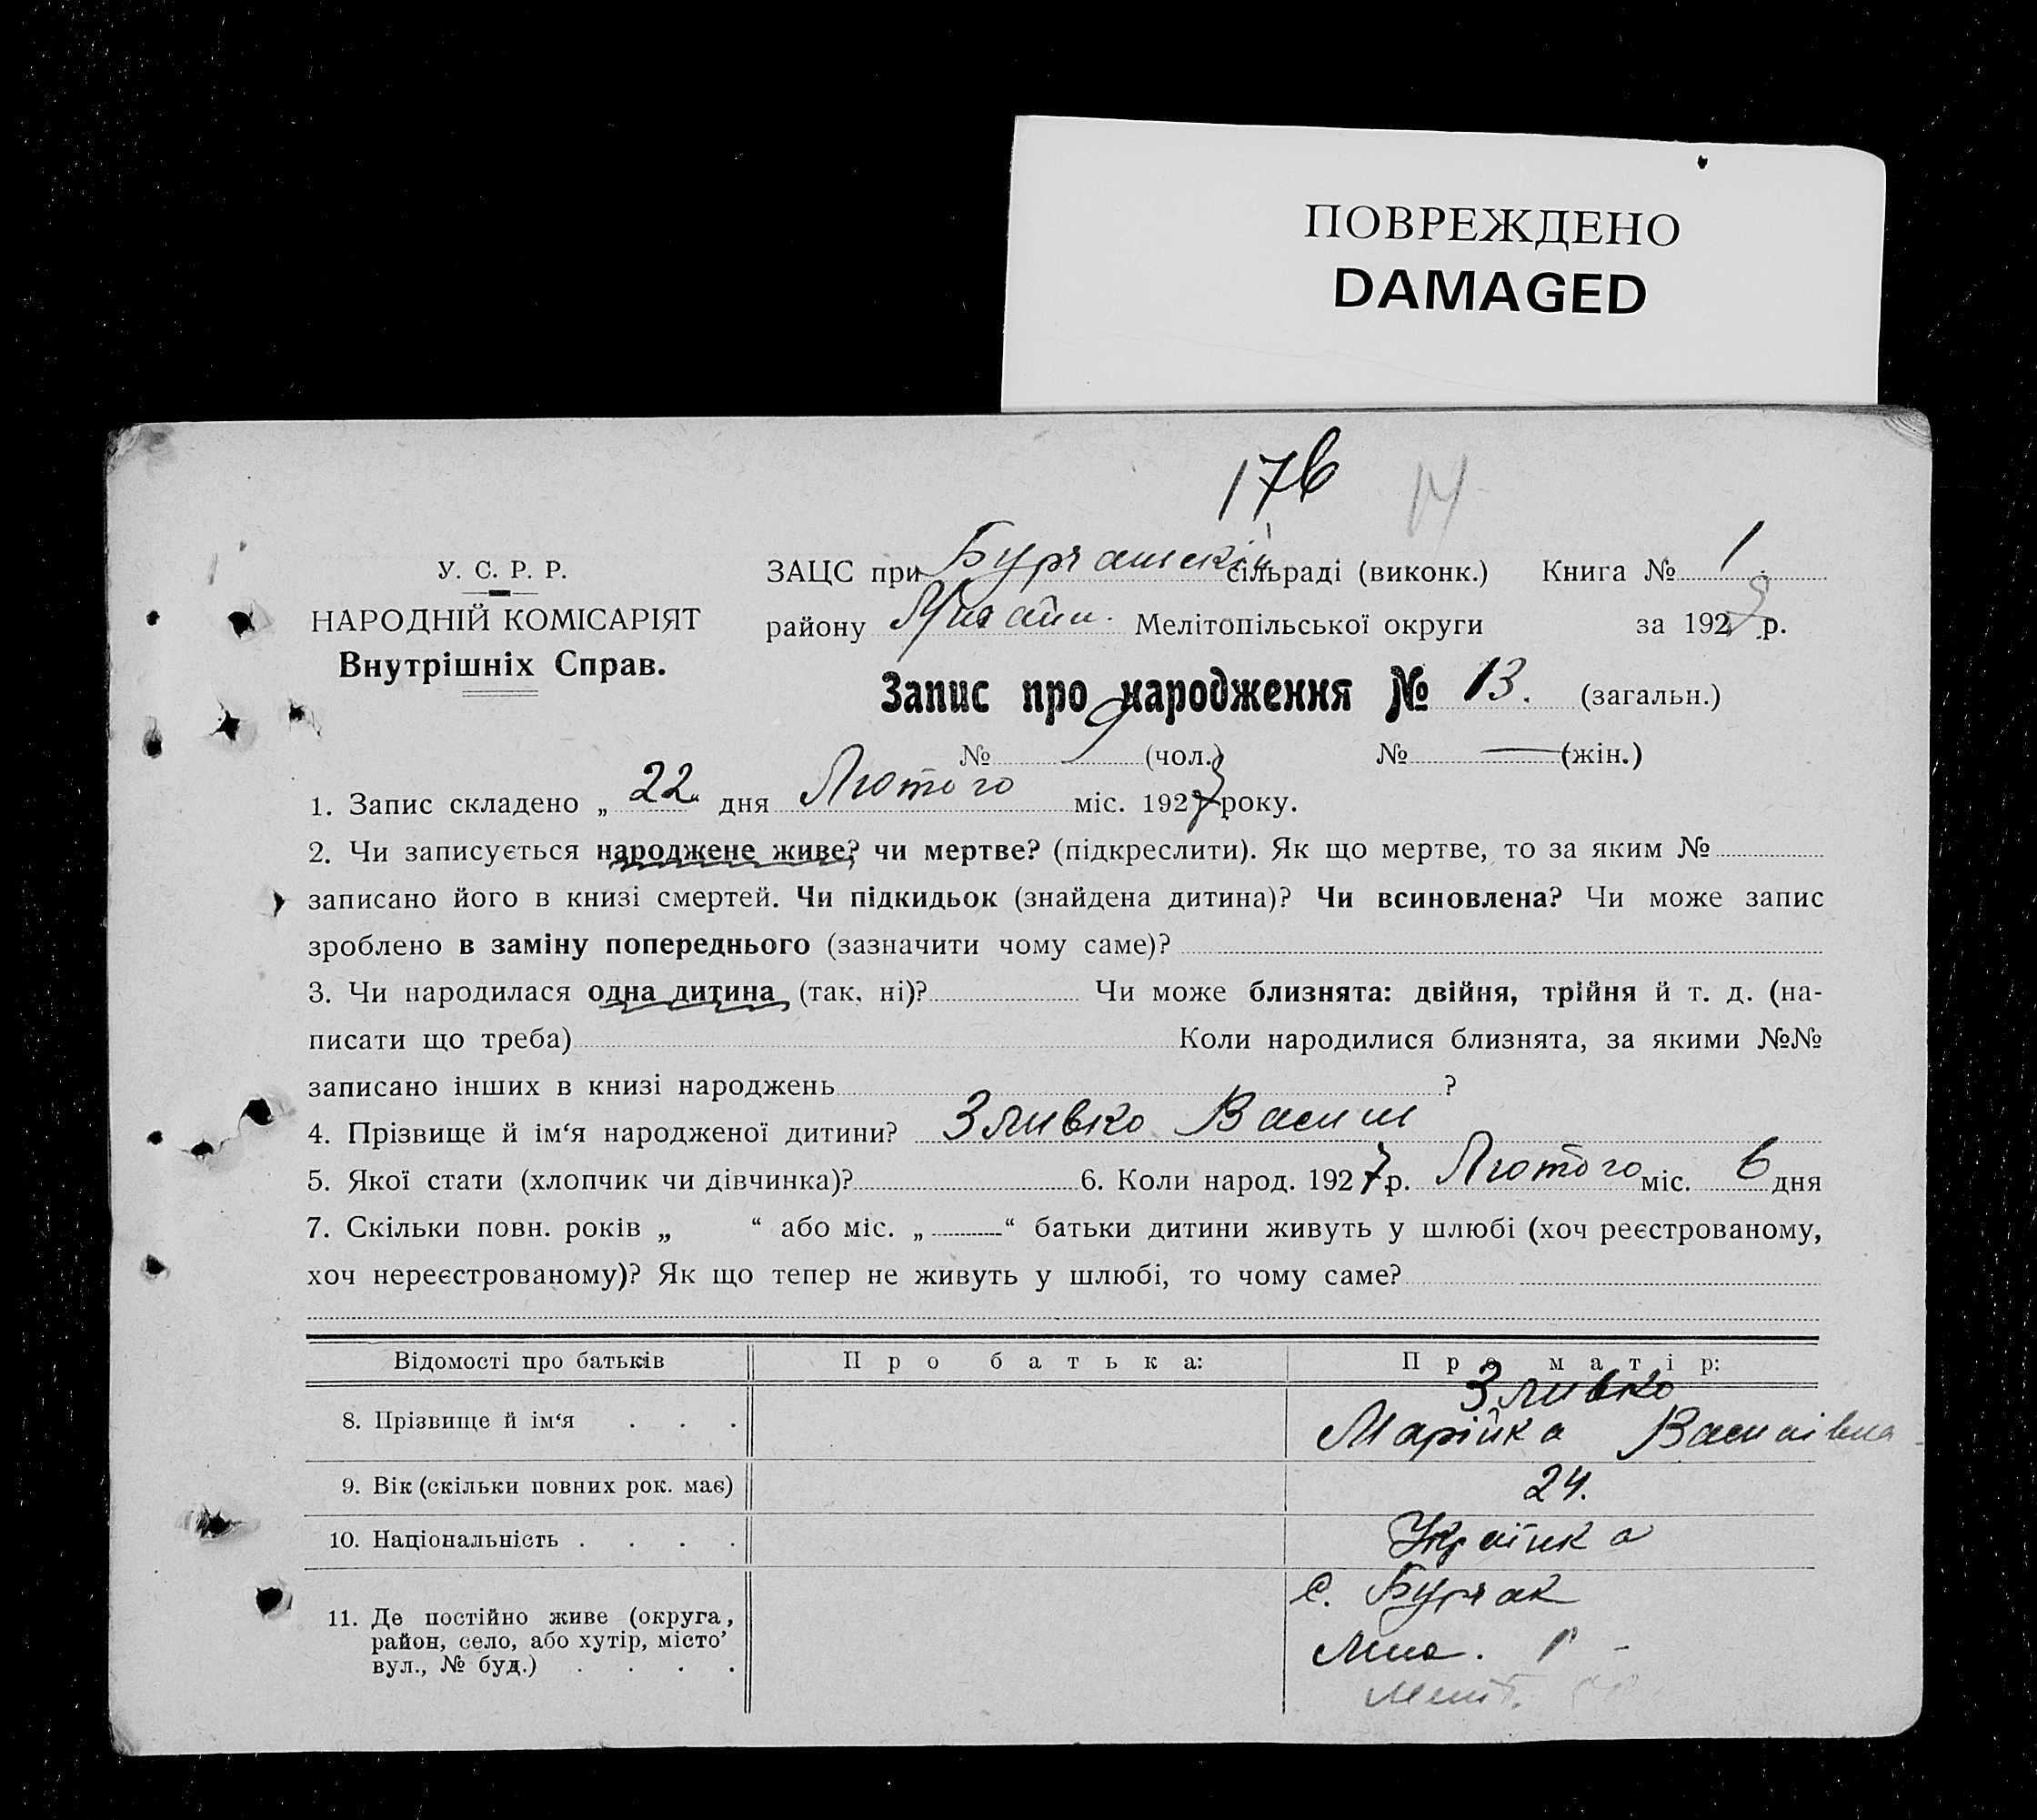 ПОВРЕЖДЕНО
DAMAGED
176 14
У. С. Р. Р.
НАРОДНІЙ КОМІСАРІЯТ
Внутрішніх Справ.
ЗАЦС при Бурчатській сільраді (виконк.) Книга № 1
району Михайл. Мелітопільської округи за 1927 р.
Запис про народження № 13. (загальн.)
№ 9 (чол.) № — (жін.)
1. Запис складено „ 22 дня Лютого міс. 1927 року.
2. Чи записується народжене живе? чи мертве? (підкреслити). Як що мертве, то за яким №
записано його в книзі смертей. Чи підкидьок (знайдена дитина)? Чи всиновлена? Чи може запис
зроблено в заміну попереднього (зазначити чому саме)?
3. Чи народилася одна дитина (так, ні)? Чи може близнята: двійня, трійня й т. д. (на-
писати що треба) Коли народилися близнята, за якими №№
записано інших в книзі народжень ?
4. Прізвище й ім‘я народженої дитини? Зливко Васил
5. Якої стати (хлопчик чи дівчинка)? 6. Коли народ. 1927 р. Лютого міс. 6 дня
7. Скільки повн. років „ “ або міс. „ “ батьки дитини живуть у шлюбі (хоч реєстрованому,
хоч нереєстрованому)? Як що тепер не живуть у шлюбі, то чому саме?
Відомості про батьків Про батька: Про матір:
8. Прізвище й ім‘я . . . Зливко
Марійка Василівна
9. Вік (скільки повних рок. має) 24.
10. Національність . . . . Українка
11. Де постійно живе (округа,
район, село, або хутір, місто’
вул., № буд.) . . . .
с. Бурчак
Мих. р
Меліт.